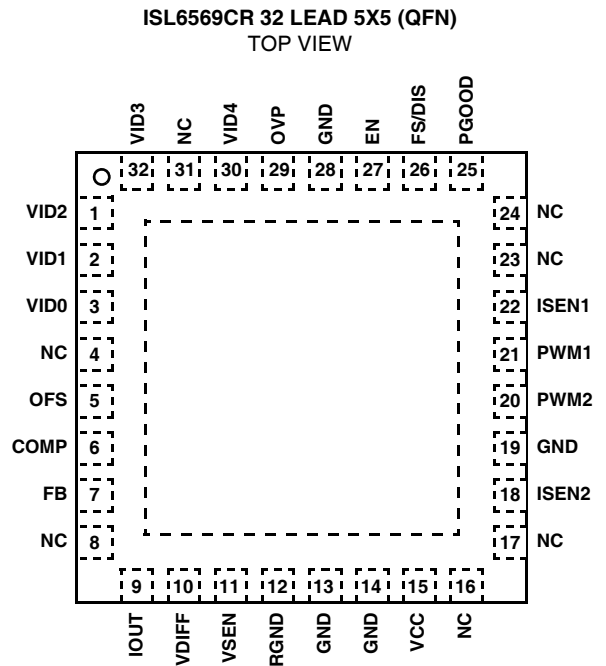 ISL6569CR 32 LEAD 5X5 (QFN)
TOP VIEW
VID3 NC VID4 OVP GND EN FS/DIS PGOOD
32 31 30 29 28 27 26 25
VID2 1 24 NC
VID1 2 23 NC
VID0 3 22 ISEN1
NC 4 21 PWM1
OFS 5 20 PWM2
COMP 6 19 GND
FB 7 18 ISEN2
NC 8 17 NC
9 10 11 12 13 14 15 16
IOUT VDIFF VSEN RGND GND GND VCC NC